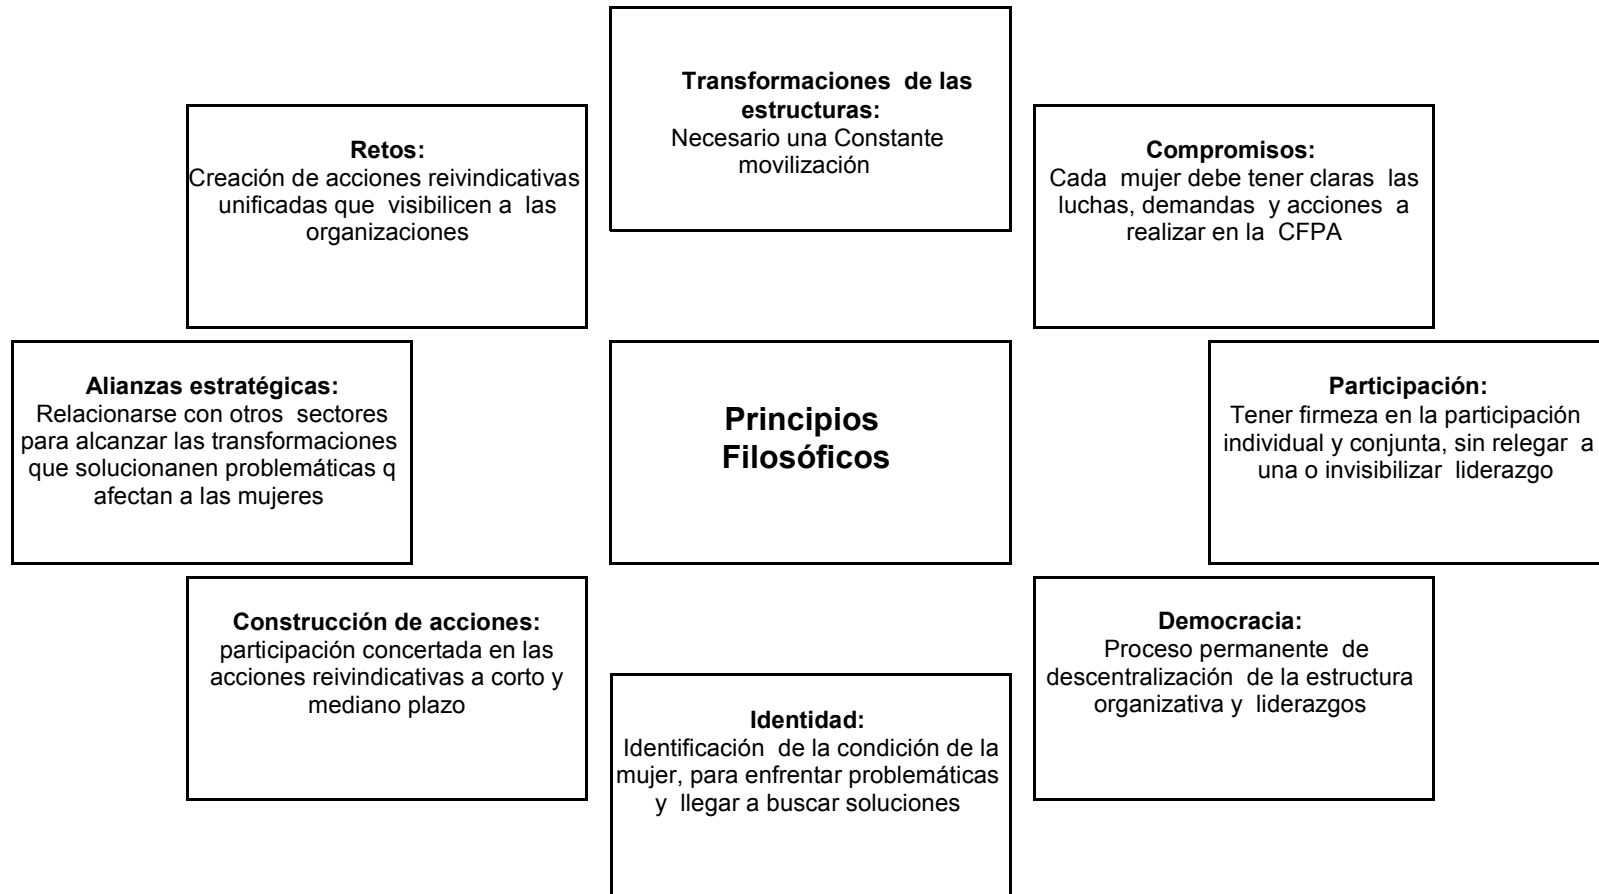 Transformaciones de las
estructuras:
Necesario una Constante
movilización
Retos:
Creación de acciones reivindicativas
unificadas que visibilicen a las
organizaciones
Compromisos:
Cada mujer debe tener claras las
luchas, demandas y acciones a
realizar en la CFPA
Alianzas estratégicas:
Relacionarse con otros sectores
para alcanzar las transformaciones
que solucionanen problemáticas q
afectan a las mujeres
Principios
Filosóficos
Participación:
Tener firmeza en la participación
individual y conjunta, sin relegar a
una o invisibilizar liderazgo
Construcción de acciones:
participación concertada en las
acciones reivindicativas a corto y
mediano plazo
Democracia:
Proceso permanente de
descentralización de la estructura
organizativa y liderazgos
Identidad:
Identificación de la condición de la
mujer, para enfrentar problemáticas
y llegar a buscar soluciones